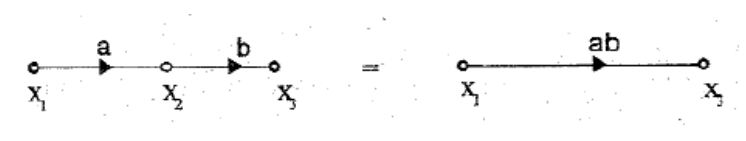 a b = ab
X₁ X₂ X₃ X₁ X₃